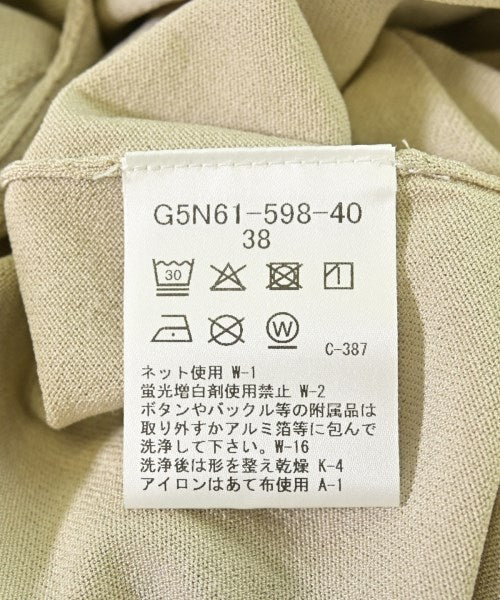 G5N61-598-40
38
30
W
C-387
ネット使用 W-1
蛍光増白剤使用禁止 W-2
ボタンやバックル等の附属品は
取り外すかアルミ箔等に包んで
洗浄して下さい。W-16
洗浄後は形を整え乾燥 K-4
アイロンはあて布使用 A-1